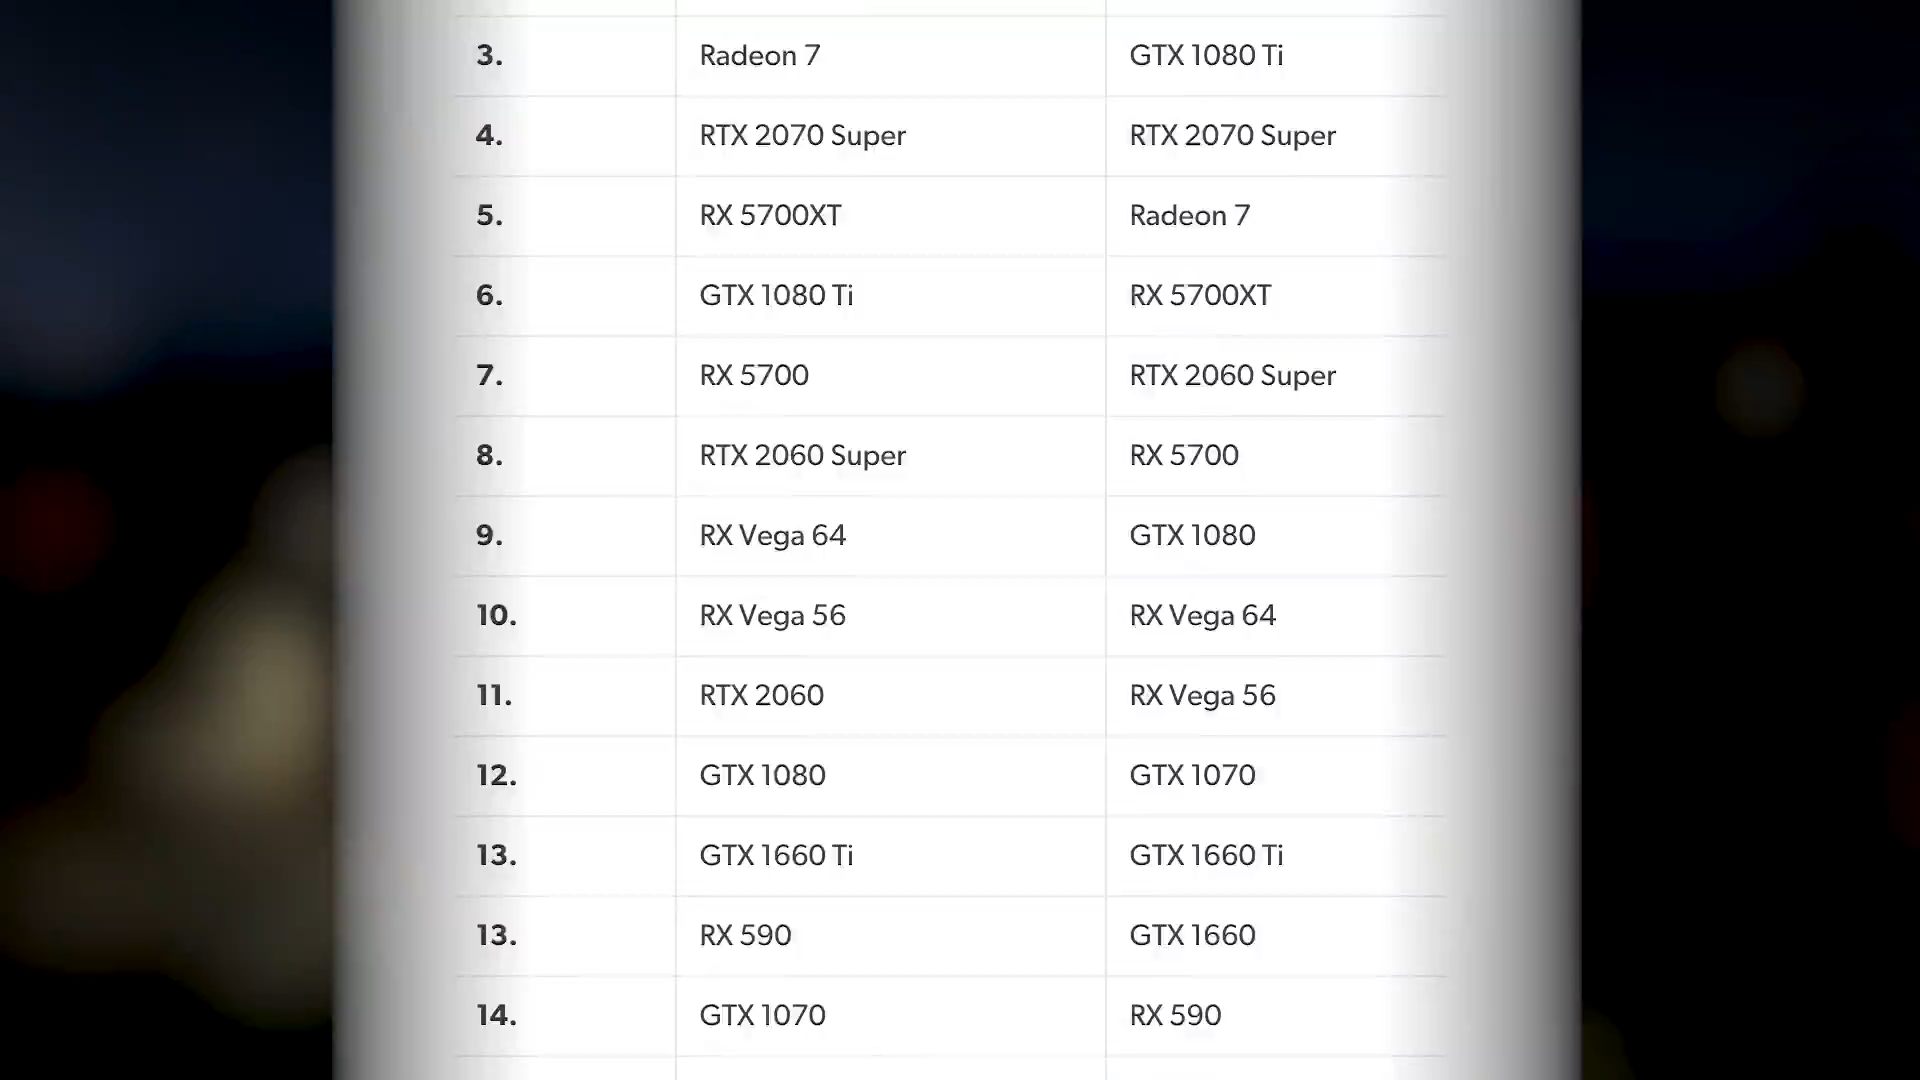 3. Radeon 7 GTX 1080 Ti
4. RTX 2070 Super RTX 2070 Super
5. RX 5700XT Radeon 7
6. GTX 1080 Ti RX 5700XT
7. RX 5700 RTX 2060 Super
8. RTX 2060 Super RX 5700
9. RX Vega 64 GTX 1080
10. RX Vega 56 RX Vega 64
11. RTX 2060 RX Vega 56
12. GTX 1080 GTX 1070
13. GTX 1660 Ti GTX 1660 Ti
13. RX 590 GTX 1660
14. GTX 1070 RX 590